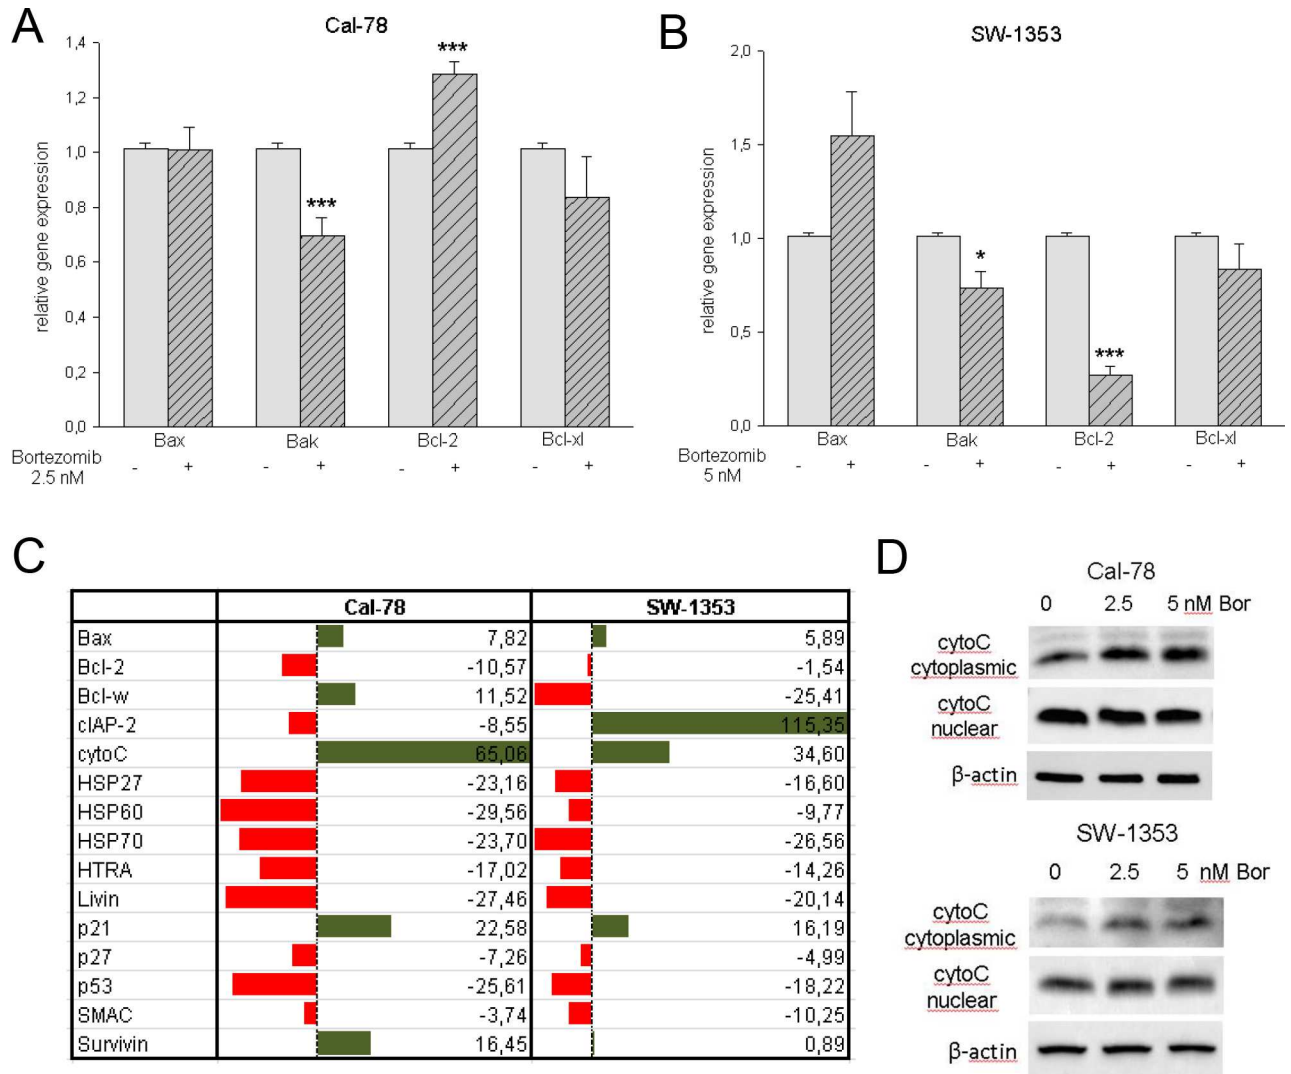 A
Cal-78
relative gene expression
1,4
1,2
1,0
0,8
0,6
0,4
0,2
0,0
***
***
Bax Bak Bcl-2 Bcl-xl
Bortezomib
2.5 nM
- + - + - + - +
B
SW-1353
relative gene expression
2,0
1,5
1,0
0,5
0,0
*
***
Bax Bak Bcl-2 Bcl-xl
Bortezomib
5 nM
- + - + - + - +
C
Cal-78 SW-1353
Bax 7,82 5,89
Bcl-2 -10,57 -1,54
Bcl-w 11,52 -25,41
cIAP-2 -8,55 115,35
cytoC 65,06 34,60
HSP27 -23,16 -16,60
HSP60 -29,56 -9,77
HSP70 -23,70 -26,56
HTRA -17,02 -14,26
Livin -27,46 -20,14
p21 22,58 16,19
p27 -7,26 -4,99
p53 -25,61 -18,22
SMAC -3,74 -10,25
Survivin 16,45 0,89
D
Cal-78
0 2.5 5 nM Bor
cytoC
cytoplasmic
cytoC
nuclear
β-actin
SW-1353
0 2.5 5 nM Bor
cytoC
cytoplasmic
cytoC
nuclear
β-actin